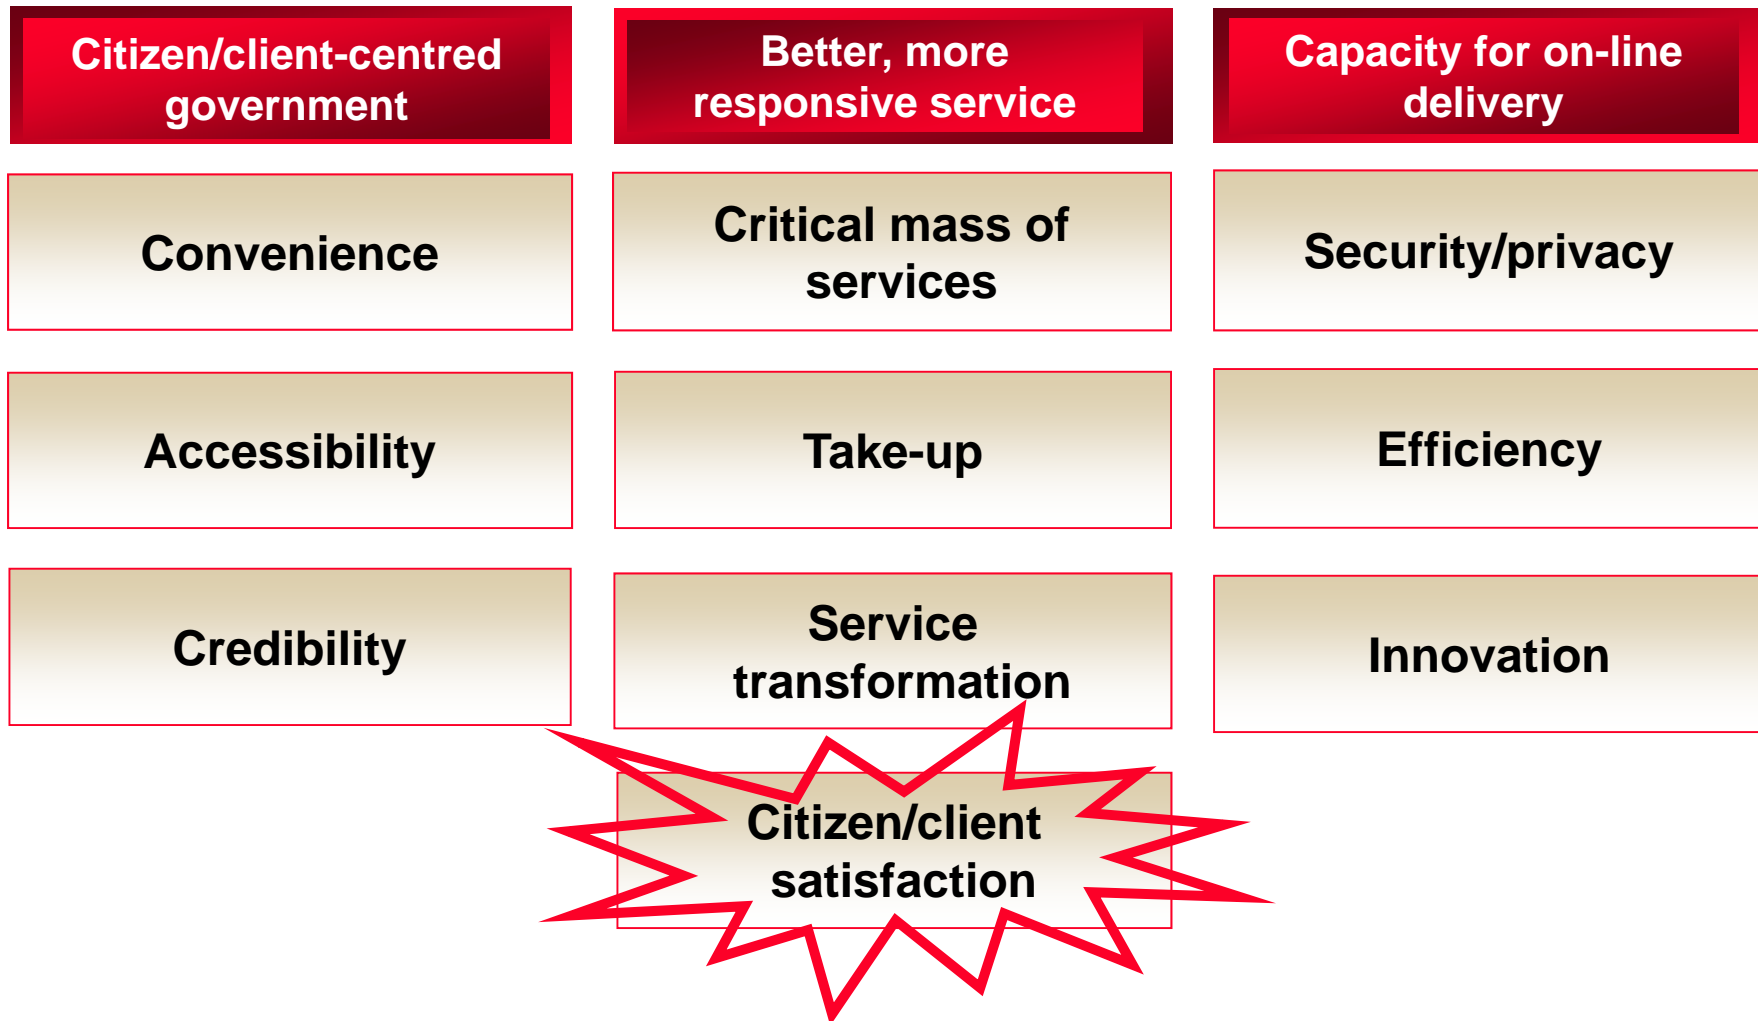 Citizen/client-centred
government
Better, more
responsive service
Capacity for on-line
delivery
Convenience
Critical mass of
services
Security/privacy
Accessibility
Take-up
Efficiency
Credibility
Service
transformation
Innovation
Citizen/client
satisfaction